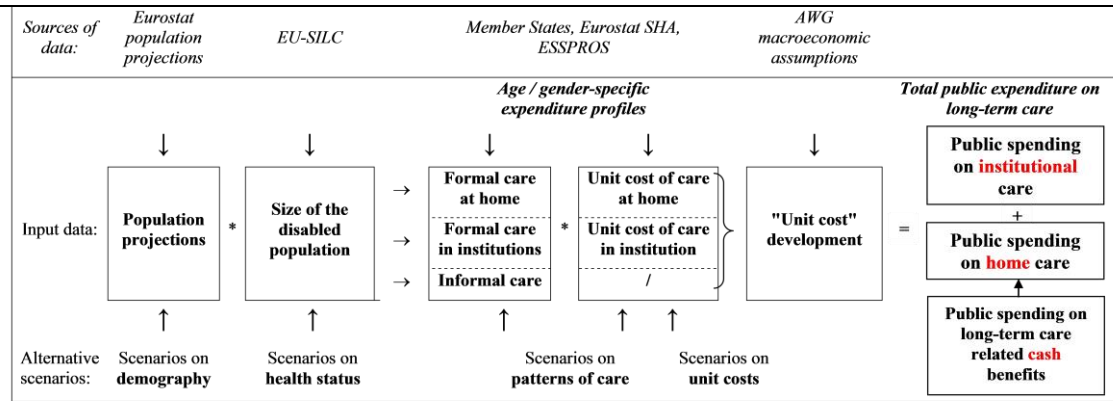 Sources of data:
Eurostat population projections
EU-SILC
Member States, Eurostat SHA, ESSPROS
AWG macroeconomic assumptions
Age / gender-specific expenditure profiles
Total public expenditure on long-term care
Input data:
Population projections
*
Size of the disabled population
→ Formal care at home
→ Formal care in institutions
→ Informal care
*
Unit cost of care at home
Unit cost of care in institution
/
"Unit cost" development
=
Public spending on institutional care
+
Public spending on home care
Public spending on long-term care related cash benefits
Alternative scenarios:
Scenarios on demography
Scenarios on health status
Scenarios on patterns of care
Scenarios on unit costs